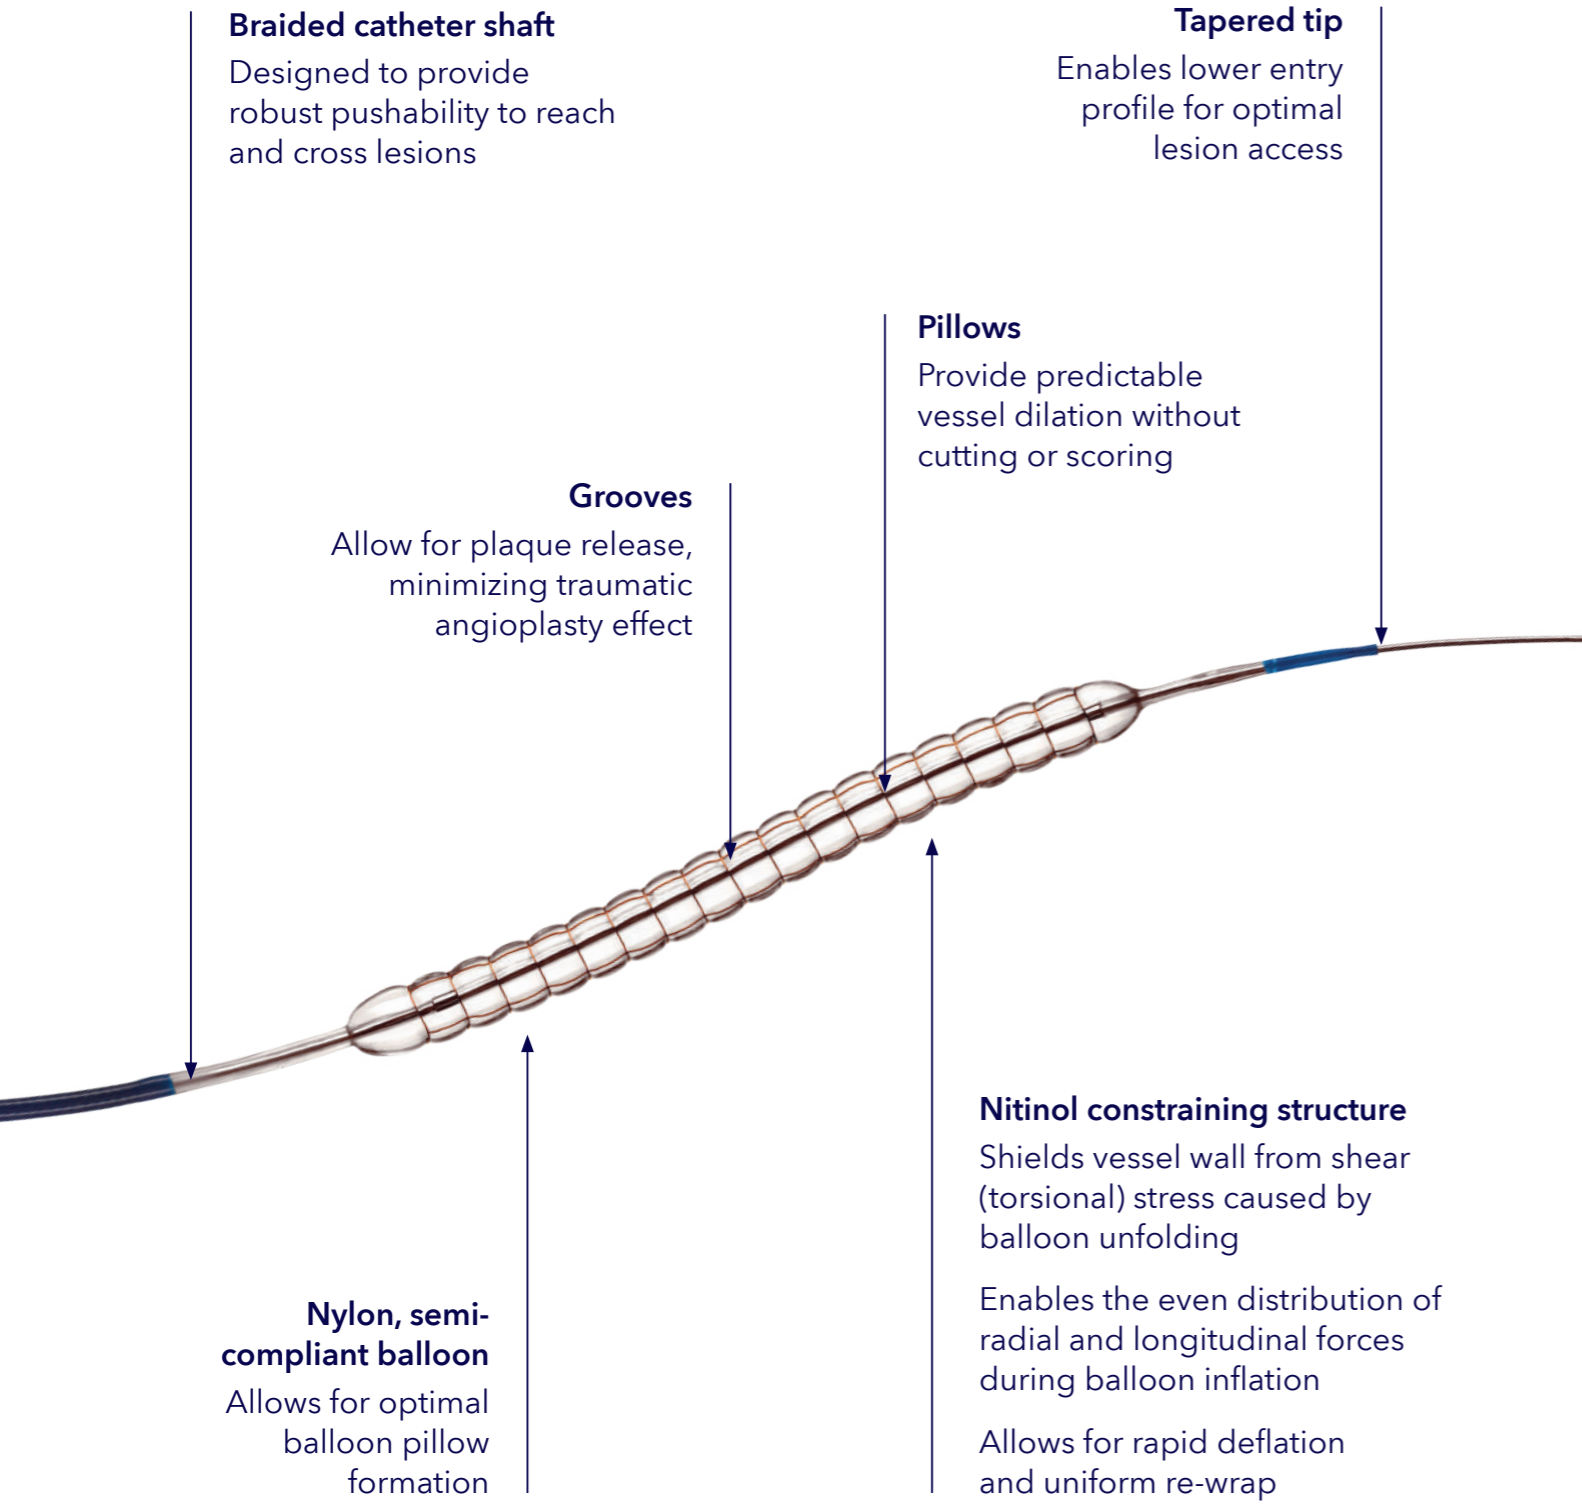 Braided catheter shaft
Designed to provide
robust pushability to reach
and cross lesions
Tapered tip
Enables lower entry
profile for optimal
lesion access
Pillows
Provide predictable
vessel dilation without
cutting or scoring
Grooves
Allow for plaque release,
minimizing traumatic
angioplasty effect
Nitinol constraining structure
Shields vessel wall from shear
(torsional) stress caused by
balloon unfolding
Enables the even distribution of
radial and longitudinal forces
during balloon inflation
Allows for rapid deflation
and uniform re-wrap
Nylon, semi-
compliant balloon
Allows for optimal
balloon pillow
formation